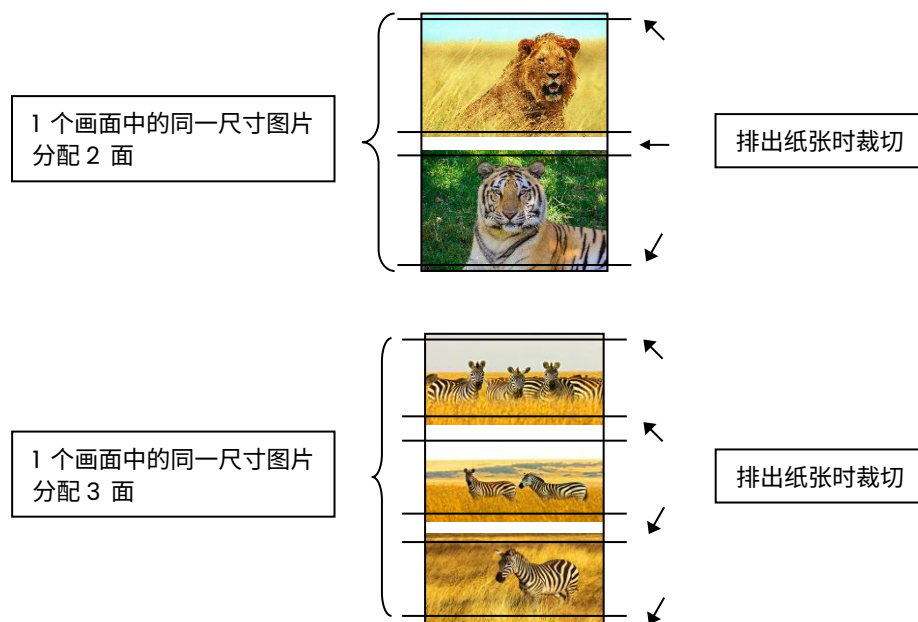 1 个画面中的同一尺寸图片
分配 2 面
排出纸张时裁切
1 个画面中的同一尺寸图片
分配 3 面
排出纸张时裁切